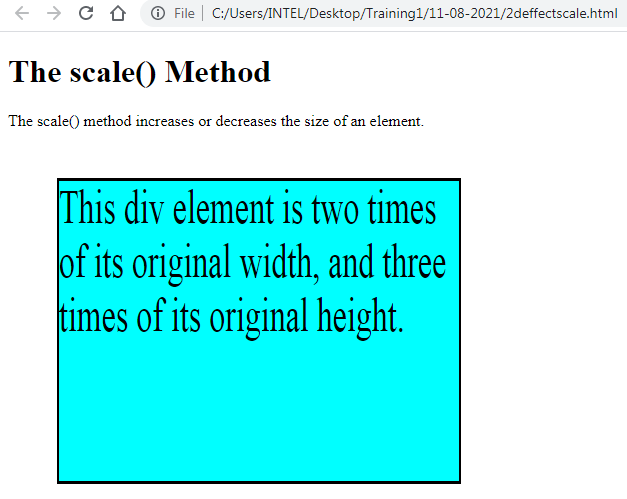 File | C:/Users/INTEL/Desktop/Training1/11-08-2021/2deffectscale.html
The scale() Method
The scale() method increases or decreases the size of an element.
This div element is two times
of its original width, and three
times of its original height.